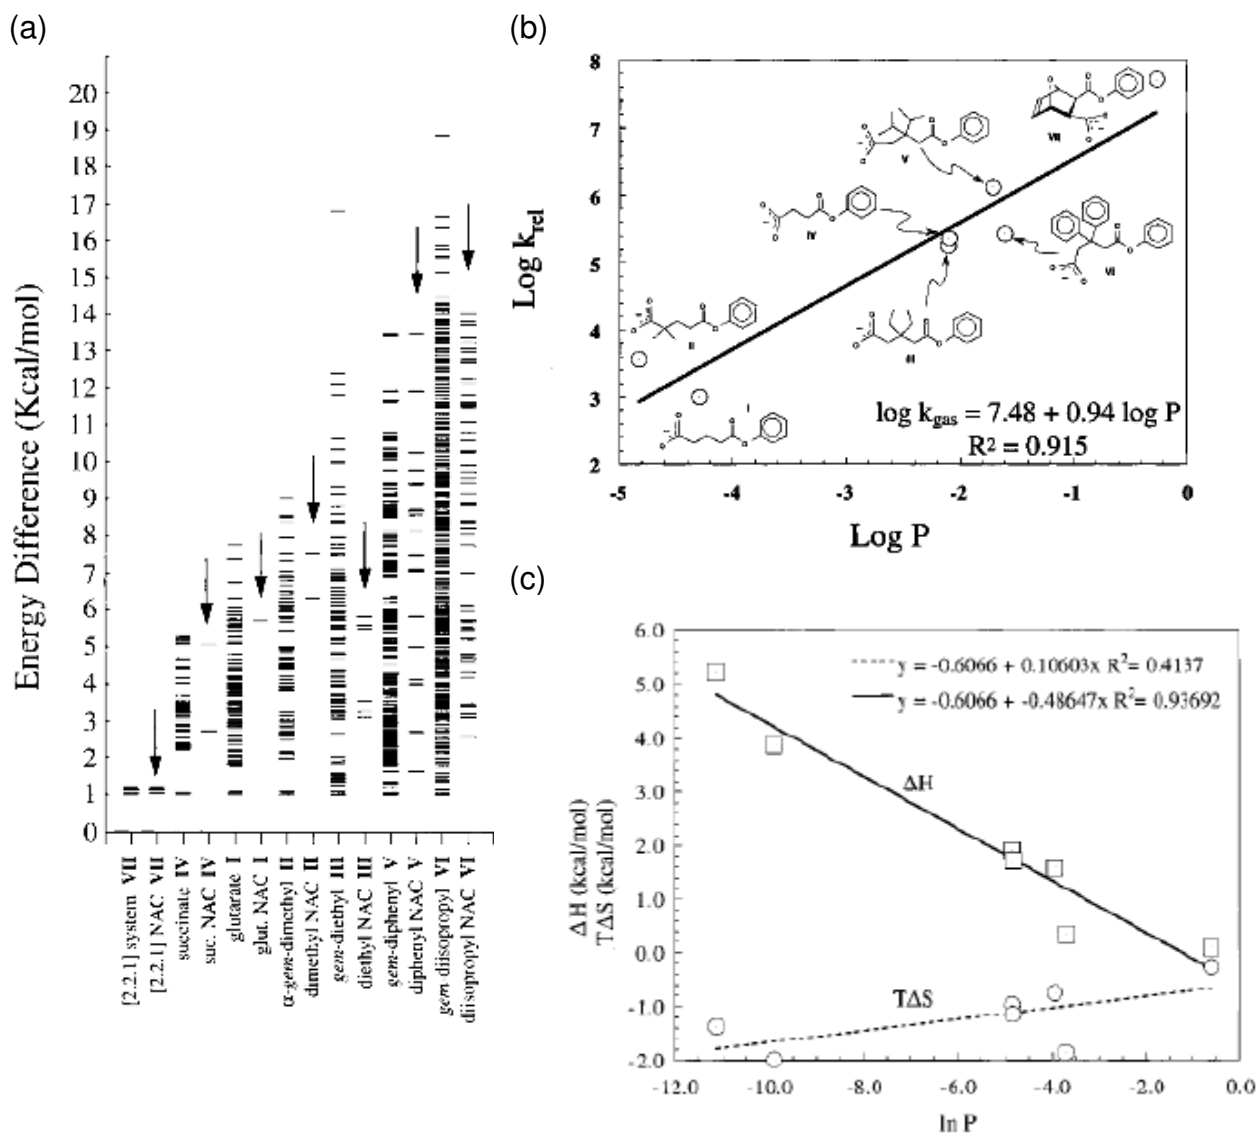 (a)
Energy Difference (Kcal/mol)
20
19
18
17
16
15
14
13
12
11
10
9
8
7
6
5
4
3
2
1
0
[2.2.1] system VII
[2.2.1] NAC VII
succinate IV
suc. NAC IV
glutarate I
glut. NAC I
α-gem-dimethyl II
dimethyl NAC II
gem-diethyl III
diethyl NAC III
gem-diphenyl V
diphenyl NAC V
gem-diisopropyl VI
diisopropyl NAC VI
(b)
Log krel
8
7
6
5
4
3
2
VII
V
IV
VI
III
II
I
log kgas = 7.48 + 0.94 log P
R2 = 0.915
-5
-4
-3
-2
-1
0
Log P
(c)
ΔH (kcal/mol)
TΔS (kcal/mol)
6.0
5.0
4.0
3.0
2.0
1.0
0.0
-1.0
-2.0
y = -0.6066 + 0.10603x R2= 0.4137
y = -0.6066 + -0.48647x R2= 0.93692
ΔH
TΔS
-12.0
-10.0
-8.0
-6.0
-4.0
-2.0
0.0
ln P